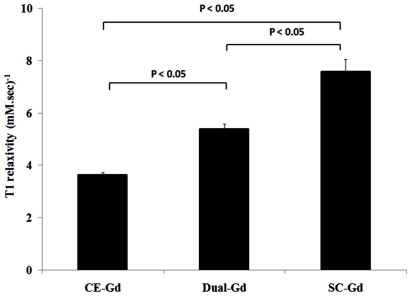 10
P < 0.05
P < 0.05
8
P < 0.05
6
4
2
0
T1 relaxivity (mM.sec)-1
CE-Gd Dual-Gd SC-Gd